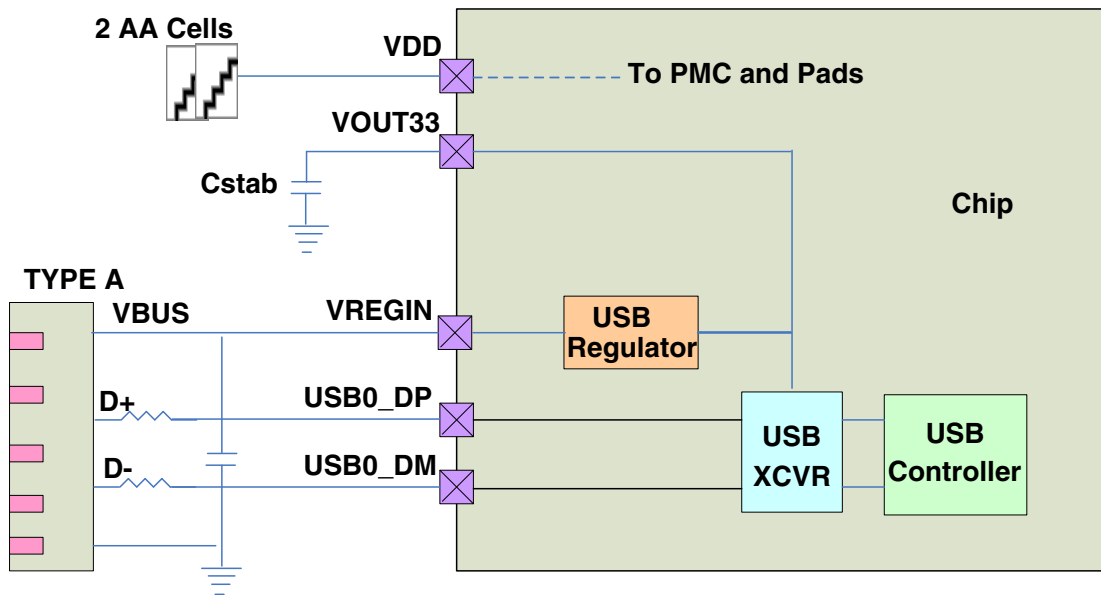 2 AA Cells
VDD
To PMC and Pads
VOUT33
Cstab
Chip
TYPE A
VBUS
VREGIN
USB
Regulator
D+
USB0_DP
D-
USB0_DM
USB
XCVR
USB
Controller